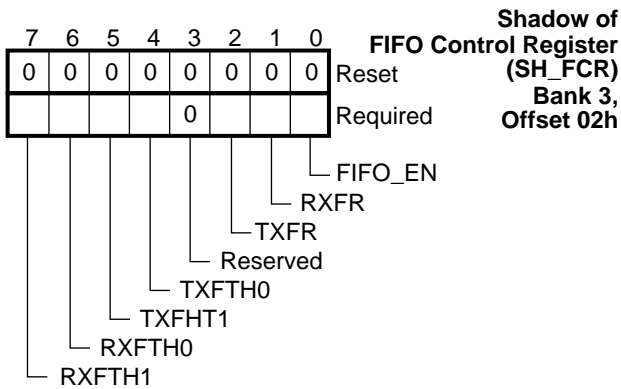 Shadow of
FIFO Control Register
(SH_FCR)
Bank 3,
Offset 02h
7 6 5 4 3 2 1 0
0 0 0 0 0 0 0 0 Reset
0 Required
FIFO_EN
RXFR
TXFR
Reserved
TXFTH0
TXFHT1
RXFTH0
RXFTH1